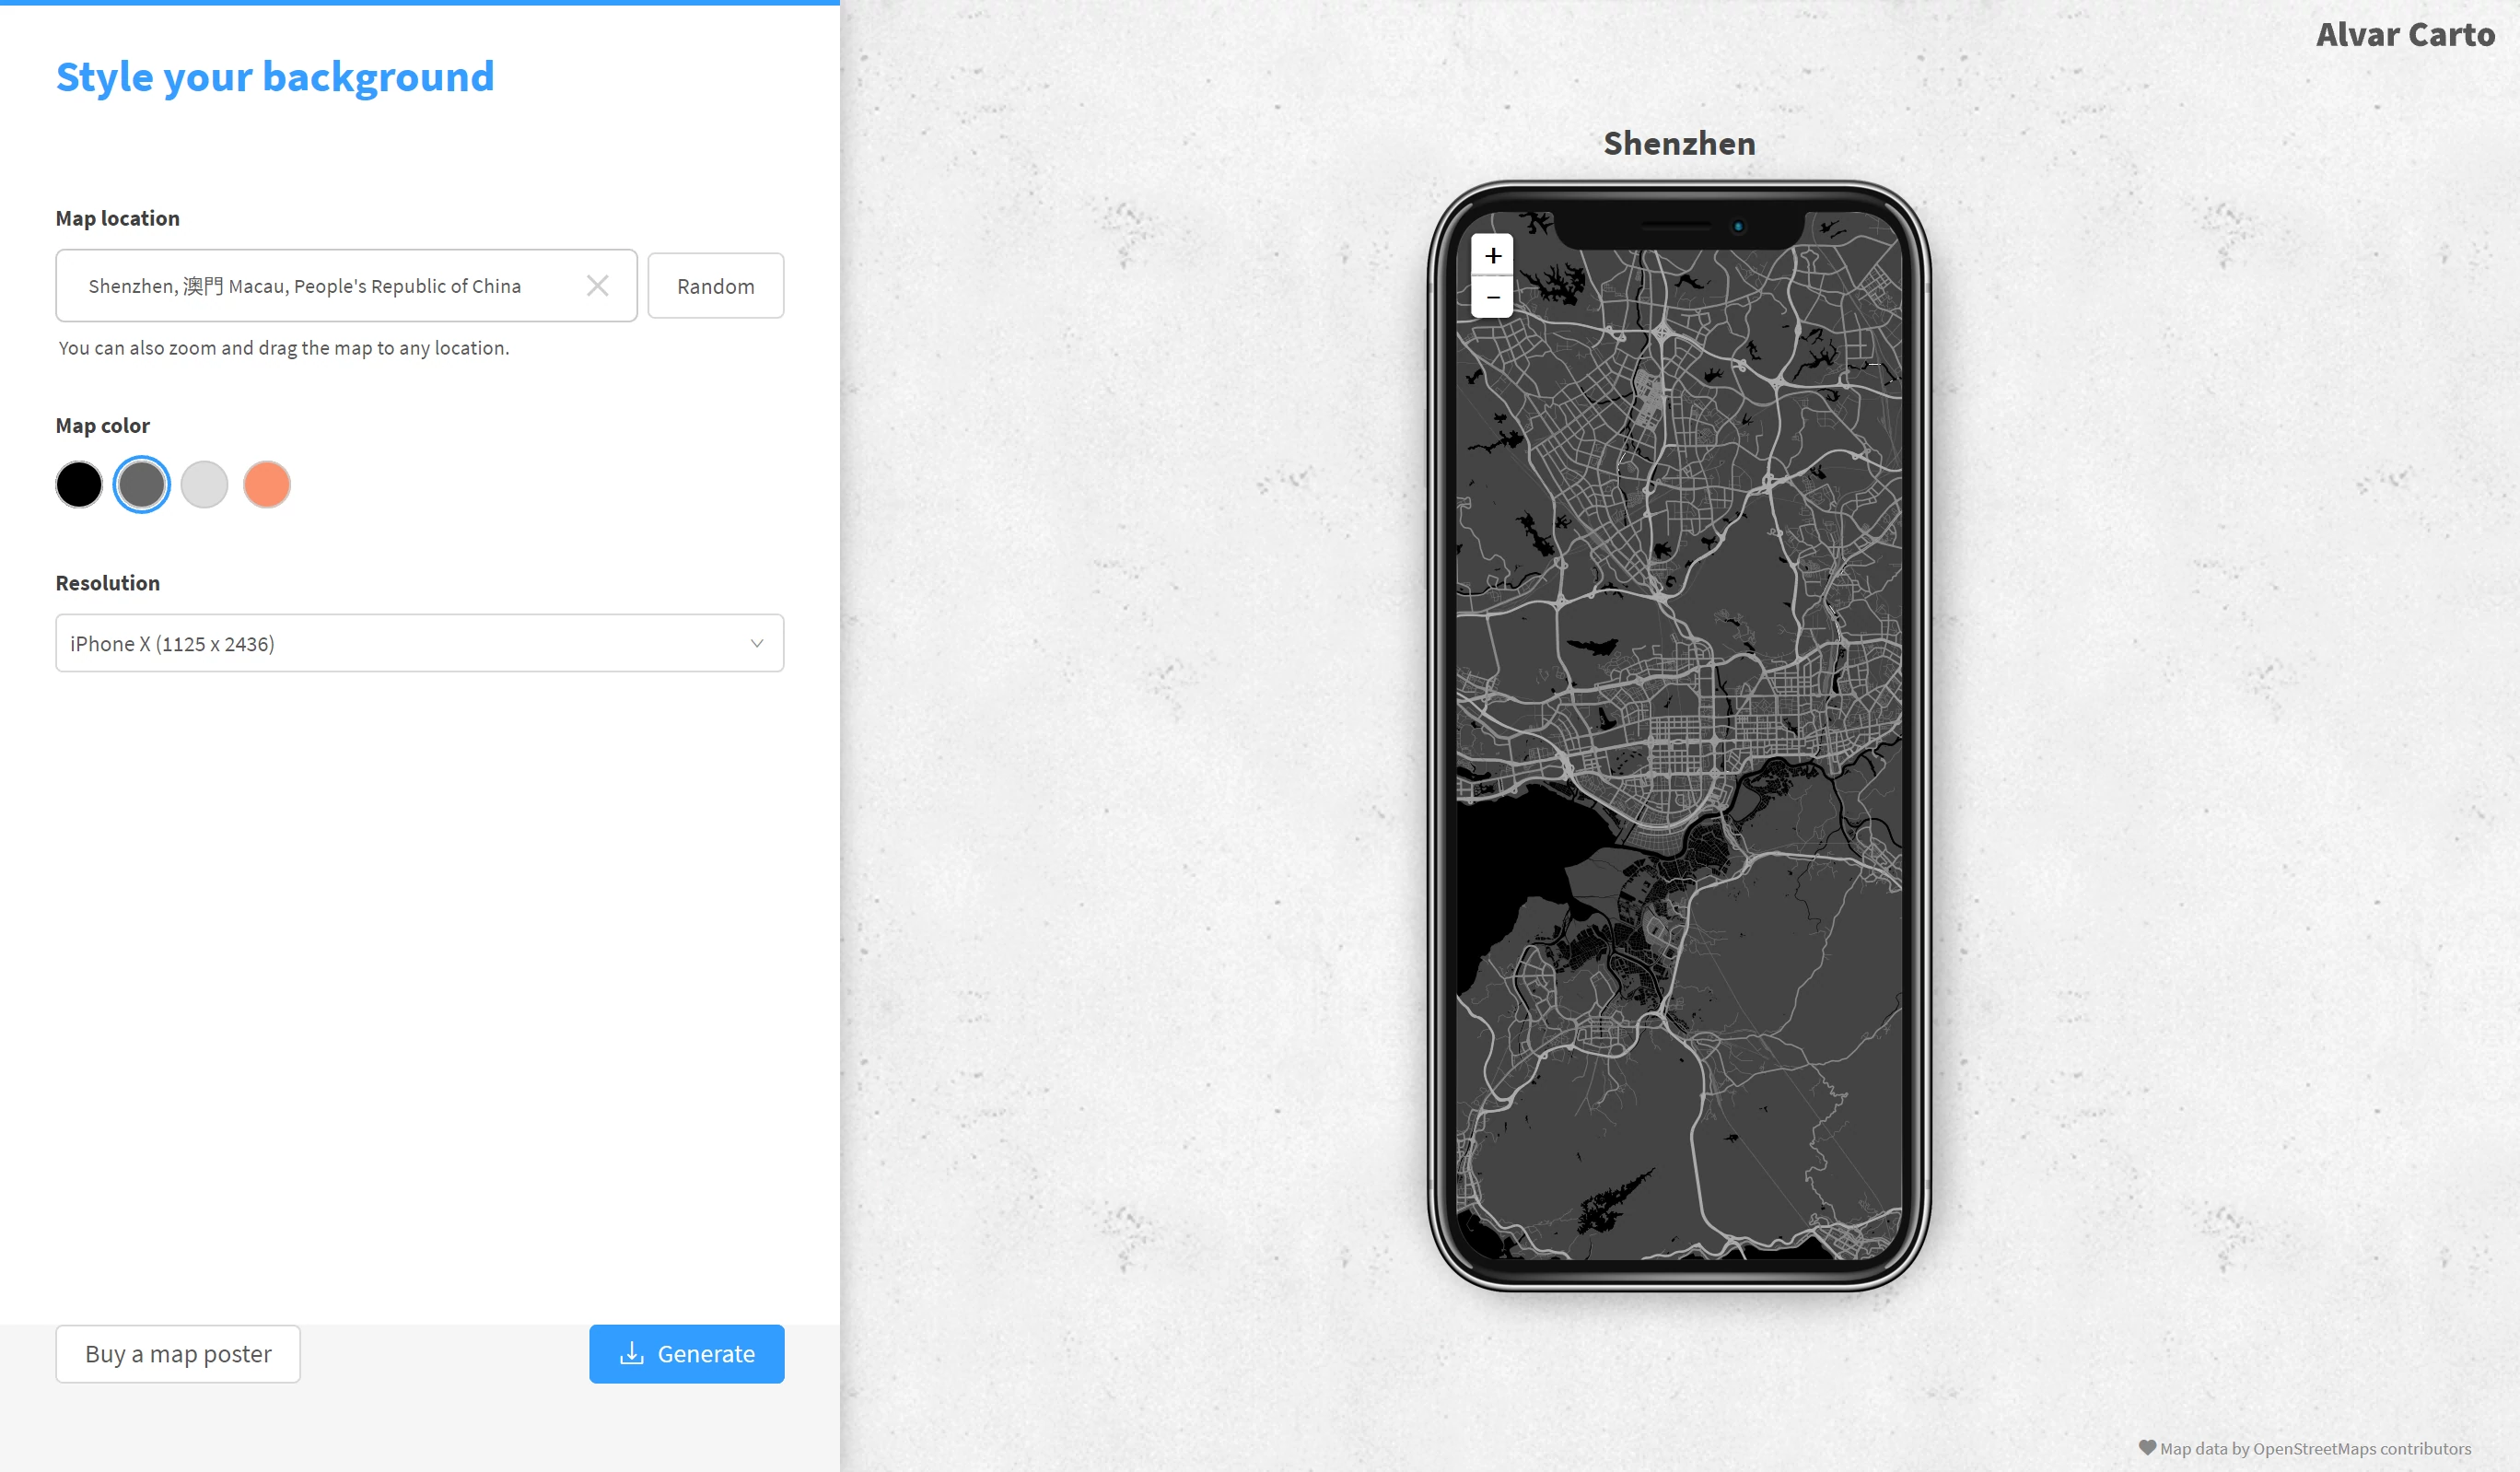 Style your background
Map location
Shenzhen, 澳門 Macau, People's Republic of China
Random
You can also zoom and drag the map to any location.
Map color
Resolution
iPhone X (1125 x 2436)
Buy a map poster
Generate
Alvar Carto
Shenzhen
+
−
Map data by OpenStreetMaps contributors